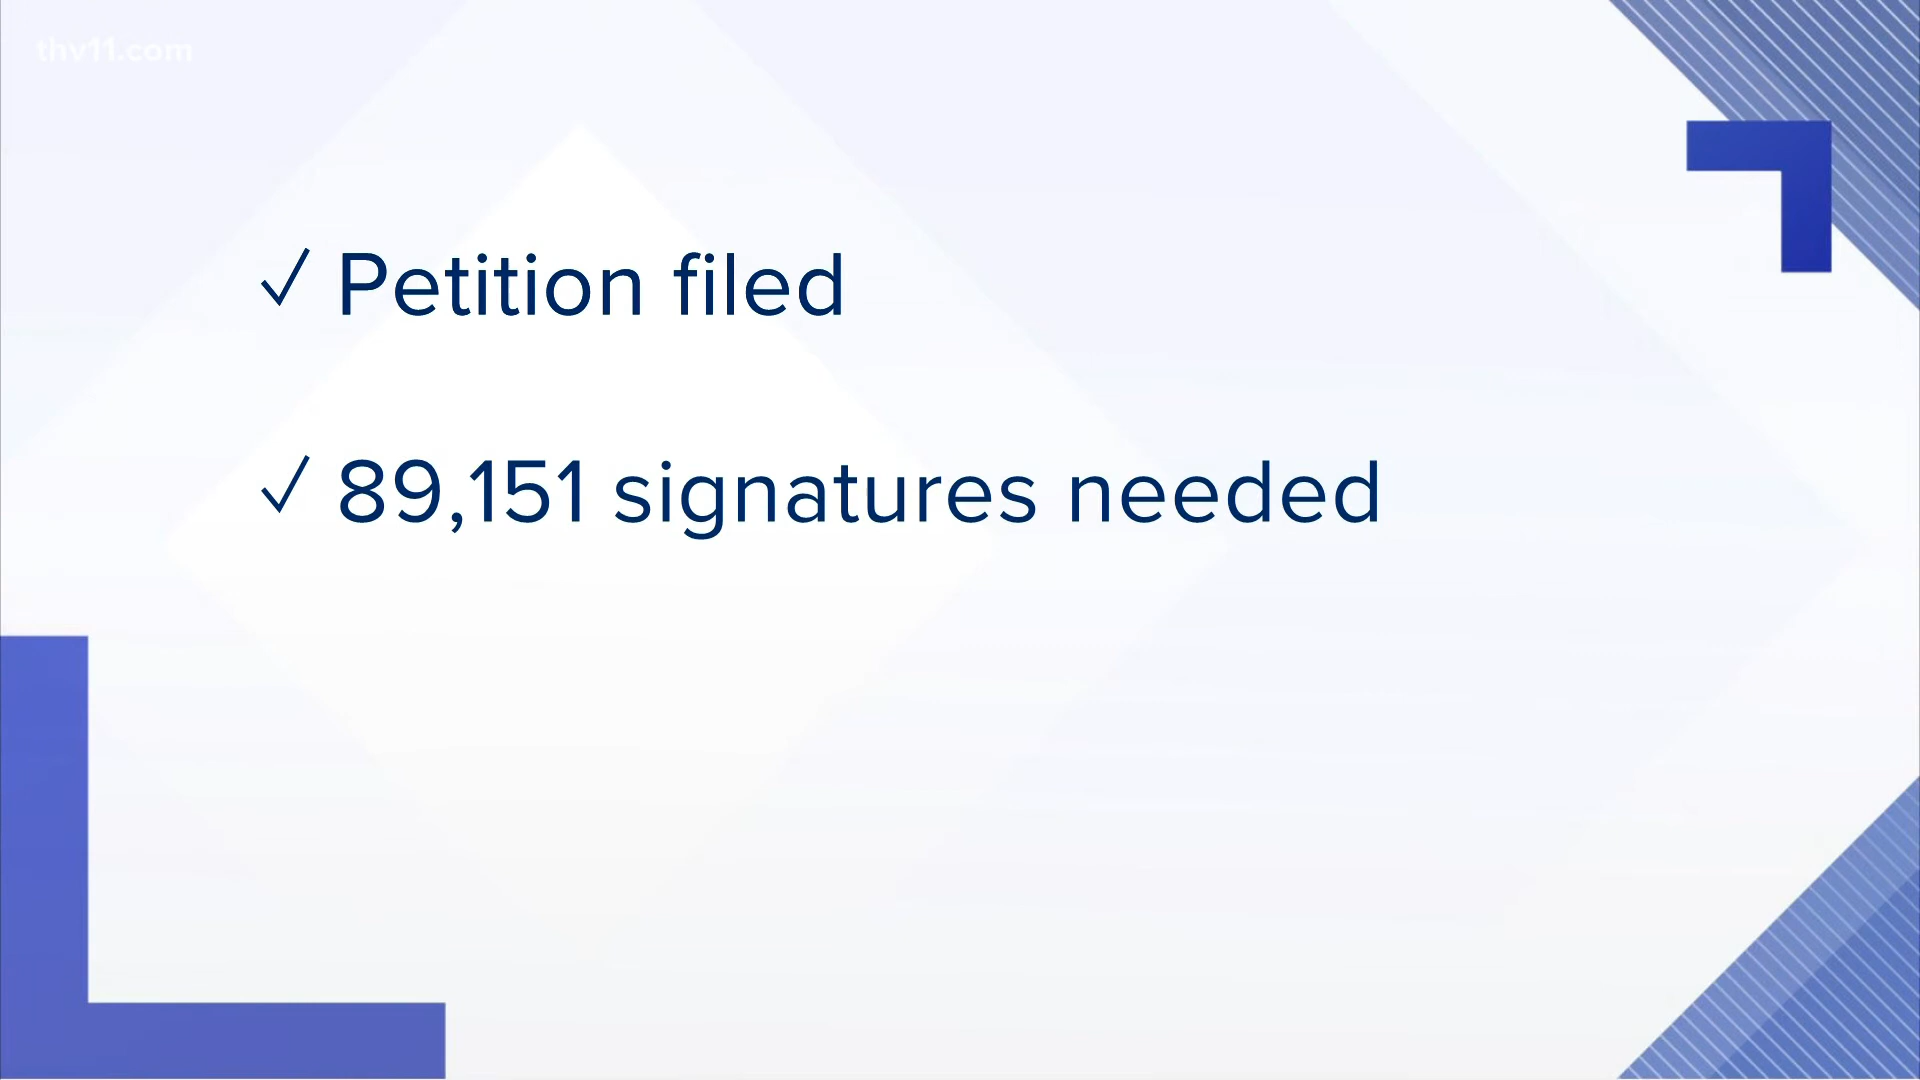 thv11.com
✓ Petition filed
✓ 89,151 signatures needed